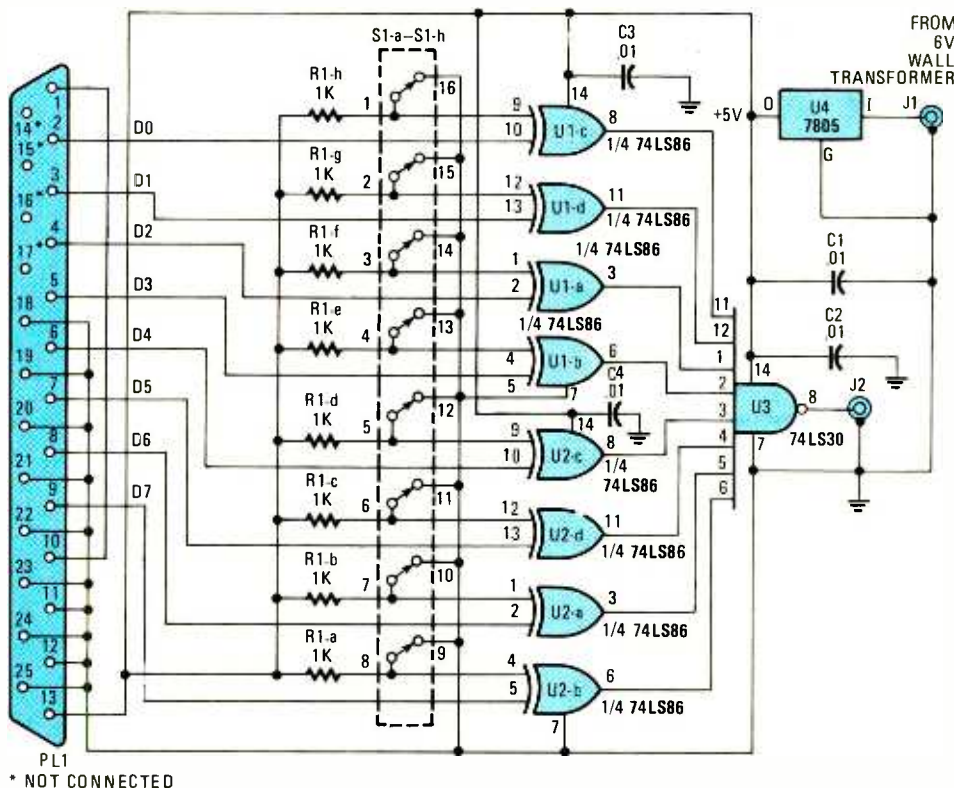 S1-a–S1-h
C3
.01
FROM
6V
WALL
TRANSFORMER
J1
R1-h
1K
1
16
14
9
10
8
U1-c
1/4 74LS86
+5V
O
U4
7805
I
G
1
14*
2
15*
D0
R1-g
1K
2
15
12
13
11
U1-d
1/4 74LS86
3
16*
D1
R1-f
1K
3
14
1
2
3
U1-a
1/4 74LS86
4
17*
D2
C1
.01
5
18
D3
R1-e
1K
4
13
4
5
6
7
U1-b
1/4 74LS86
C2
.01
6
19
D4
R1-d
1K
5
12
9
10
8
14
U2-c
1/4
74LS86
C4
.01
11
12
1
2
3
4
5
6
14
7
8
U3
74LS30
J2
7
20
D5
R1-c
1K
6
11
12
13
11
U2-d
1/4 74LS86
8
21
D6
R1-b
1K
7
10
1
2
3
U2-a
1/4 74LS86
9
22
D7
R1-a
1K
8
9
4
5
6
7
U2-b
1/4 74LS86
10
23
11
24
12
25
13
PL1
* NOT CONNECTED